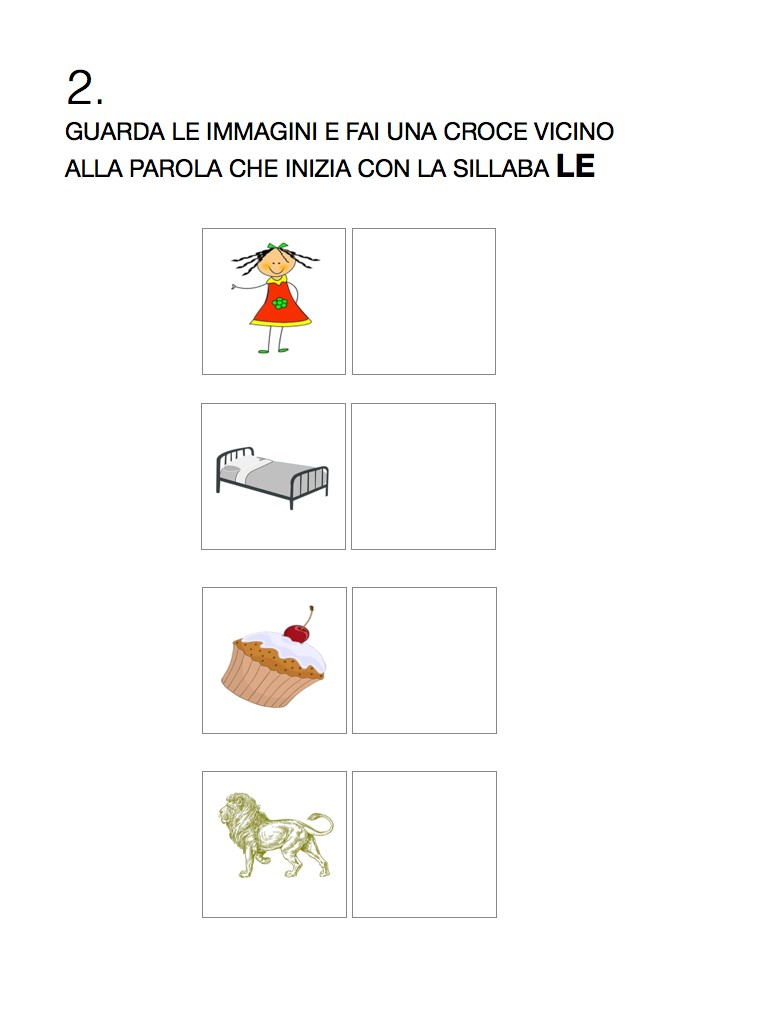 2.
GUARDA LE IMMAGINI E FAI UNA CROCE VICINO
ALLA PAROLA CHE INIZIA CON LA SILLABA LE